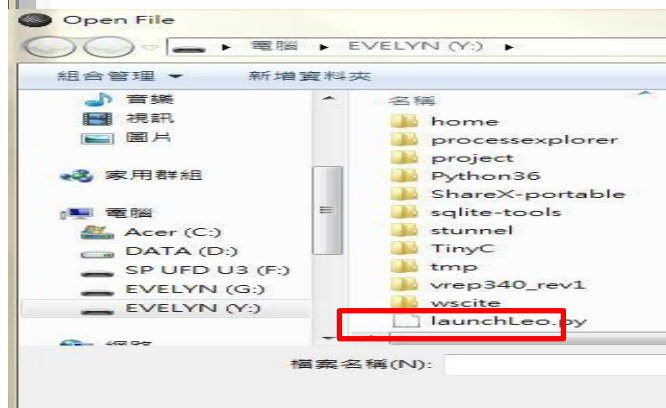 Open File
電腦 ▸ EVELYN (Y:) ▸
組合管理 ▼ 新增資料夾
音樂
視訊
圖片
家用群組
電腦
Acer (C:)
DATA (D:)
SP UFD U3 (F:)
EVELYN (G:)
EVELYN (Y:)
名稱
home
processexplorer
project
Python36
ShareX-portable
sqlite-tools
stunnel
TinyC
tmp
vrep340_rev1
wscite
launchLeo.py
檔案名稱(N):